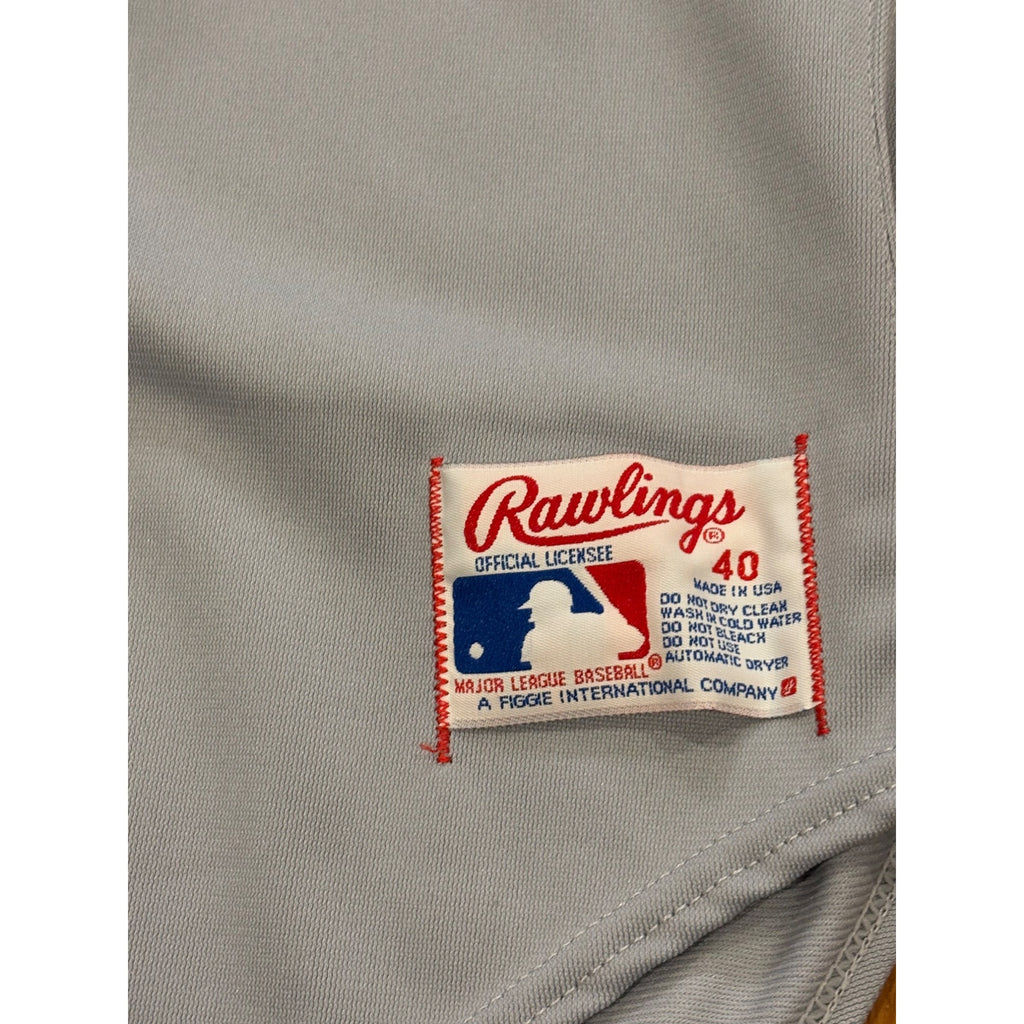 Rawlings®
OFFICIAL LICENSEE
40
MADE IN USA
DO NOT DRY CLEAN
WASH IN COLD WATER
DO NOT BLEACH
DO NOT USE
AUTOMATIC DRYER
MAJOR LEAGUE BASEBALL®
A FIGGIE INTERNATIONAL COMPANY